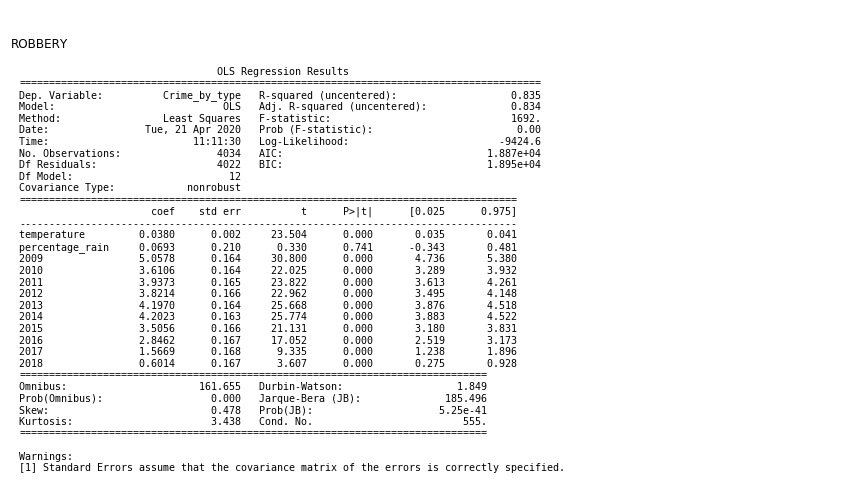 ROBBERY
OLS Regression Results
==============================================================================
Dep. Variable: Crime_by_type R-squared (uncentered): 0.835
Model: OLS Adj. R-squared (uncentered): 0.834
Method: Least Squares F-statistic: 1692.
Date: Tue, 21 Apr 2020 Prob (F-statistic): 0.00
Time: 11:11:30 Log-Likelihood: -9424.6
No. Observations: 4034 AIC: 1.887e+04
Df Residuals: 4022 BIC: 1.895e+04
Df Model: 12
Covariance Type: nonrobust
==============================================================================
coef std err t P>|t| [0.025 0.975]
------------------------------------------------------------------------------
temperature 0.0380 0.002 23.504 0.000 0.035 0.041
percentage_rain 0.0693 0.210 0.330 0.741 -0.343 0.481
2009 5.0578 0.164 30.800 0.000 4.736 5.380
2010 3.6106 0.164 22.025 0.000 3.289 3.932
2011 3.9373 0.165 23.822 0.000 3.613 4.261
2012 3.8214 0.166 22.962 0.000 3.495 4.148
2013 4.1970 0.164 25.668 0.000 3.876 4.518
2014 4.2023 0.163 25.774 0.000 3.883 4.522
2015 3.5056 0.166 21.131 0.000 3.180 3.831
2016 2.8462 0.167 17.052 0.000 2.519 3.173
2017 1.5669 0.168 9.335 0.000 1.238 1.896
2018 0.6014 0.167 3.607 0.000 0.275 0.928
==============================================================================
Omnibus: 161.655 Durbin-Watson: 1.849
Prob(Omnibus): 0.000 Jarque-Bera (JB): 185.496
Skew: 0.478 Prob(JB): 5.25e-41
Kurtosis: 3.438 Cond. No. 555.
==============================================================================
Warnings:
[1] Standard Errors assume that the covariance matrix of the errors is correctly specified.